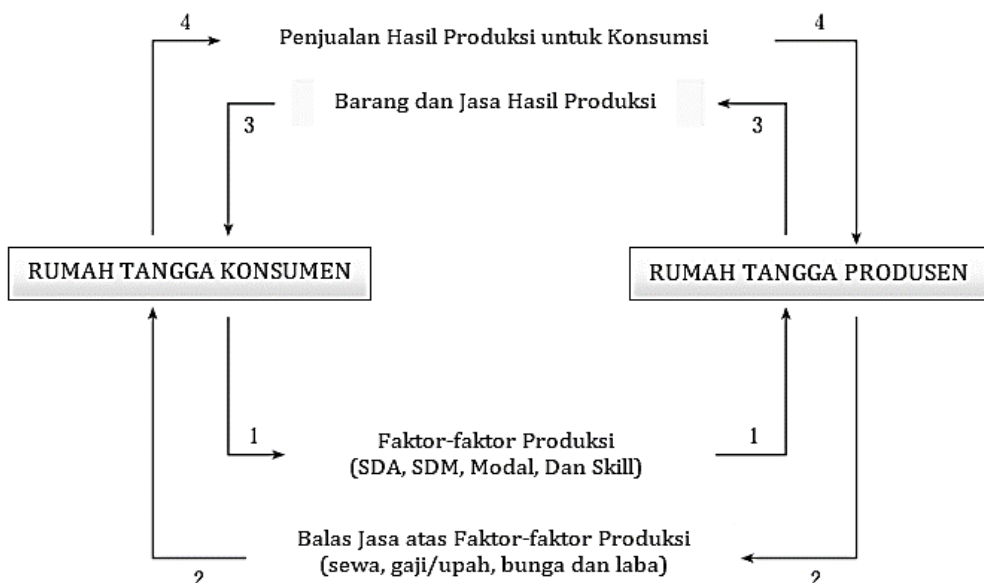 4 Penjualan Hasil Produksi untuk Konsumsi 4
Barang dan Jasa Hasil Produksi
3 3
RUMAH TANGGA KONSUMEN RUMAH TANGGA PRODUSEN
1 Faktor-faktor Produksi 1
(SDA, SDM, Modal, Dan Skill)
Balas Jasa atas Faktor-faktor Produksi
(sewa, gaji/upah, bunga dan laba)
2 2